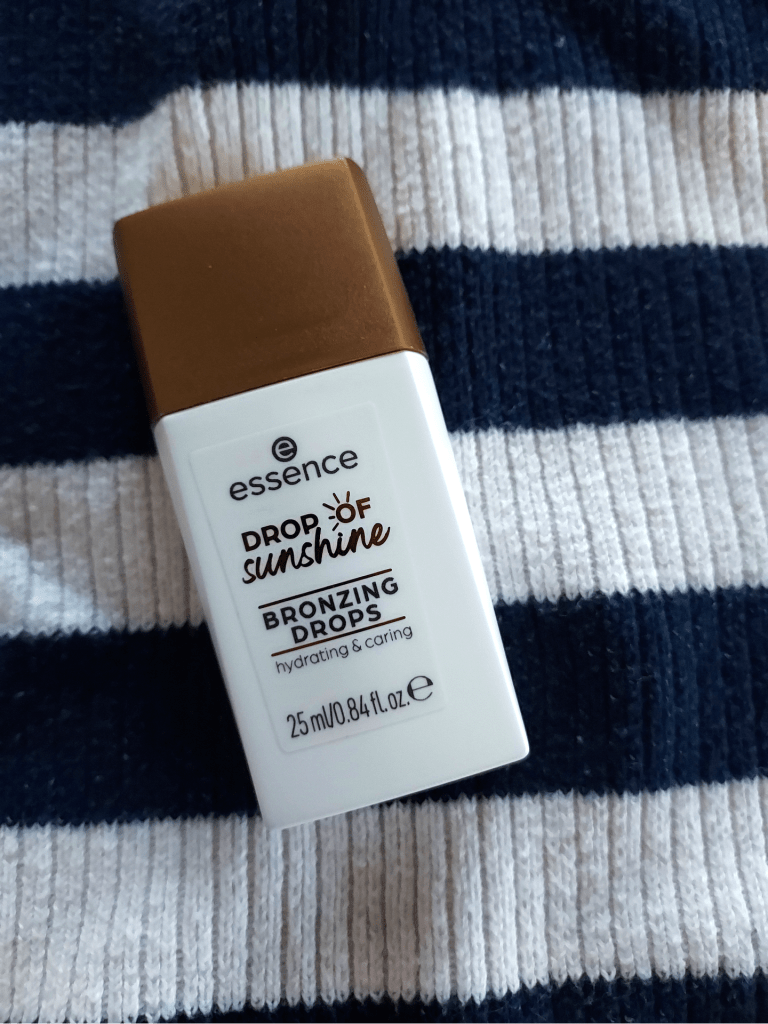 e
essence
DROP OF
sunshine
BRONZING
DROPS
hydrating & caring
25 ml/0.84 fl.oz.℮